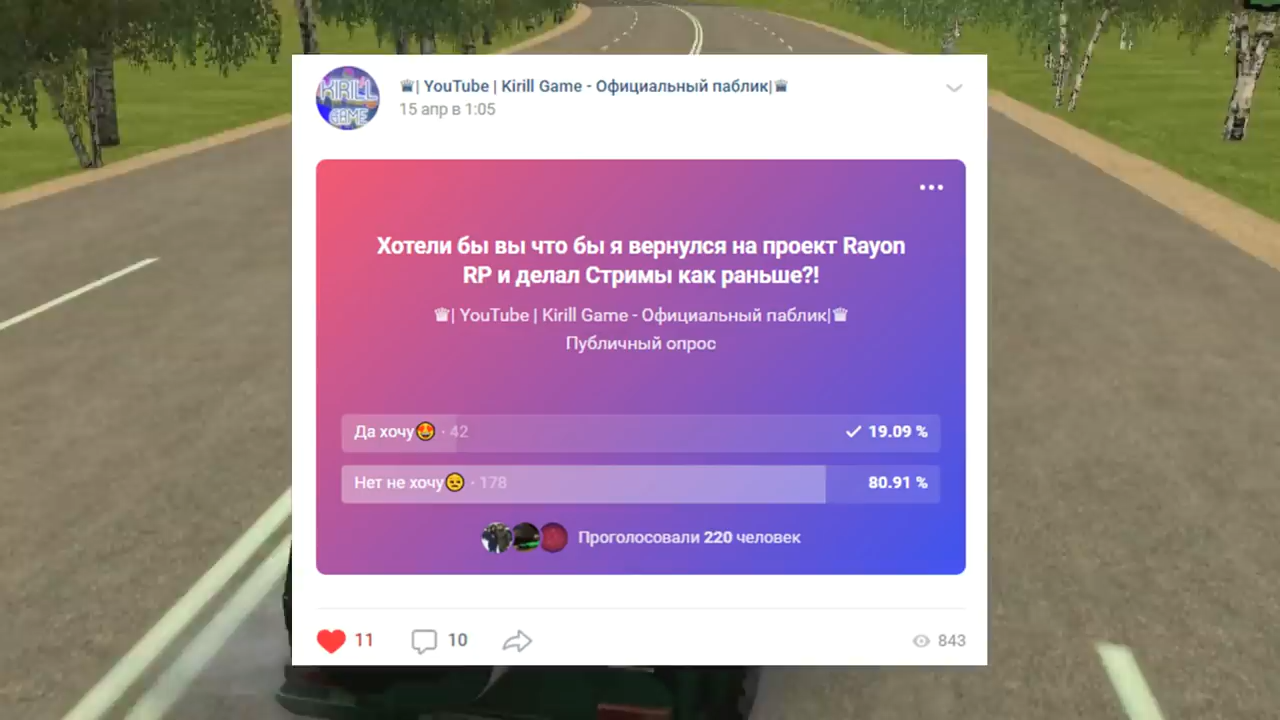 KIRILL
GAME
♛| YouTube | Kirill Game - Официальный паблик|♛
15 апр в 1:05
Хотели бы вы что бы я вернулся на проект Rayon
RP и делал Стримы как раньше?!
♛| YouTube | Kirill Game - Официальный паблик|♛
Публичный опрос
Да хочу😍 · 42 19.09 %
Нет не хочу😔 · 178 80.91 %
Проголосовали 220 человек
11 10 843